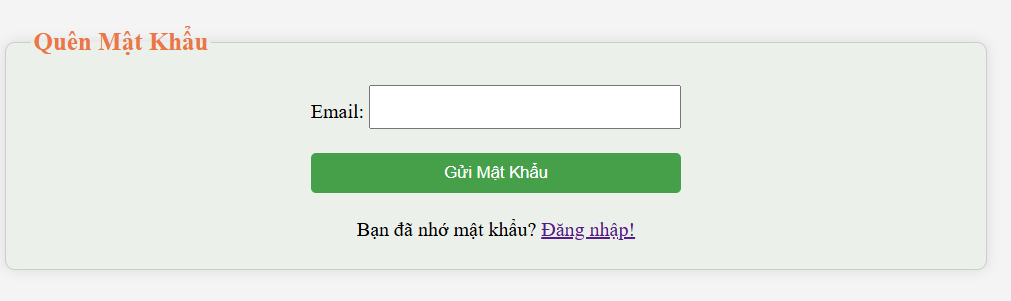 Quên Mật Khẩu
Email:
Gửi Mật Khẩu
Bạn đã nhớ mật khẩu? Đăng nhập!